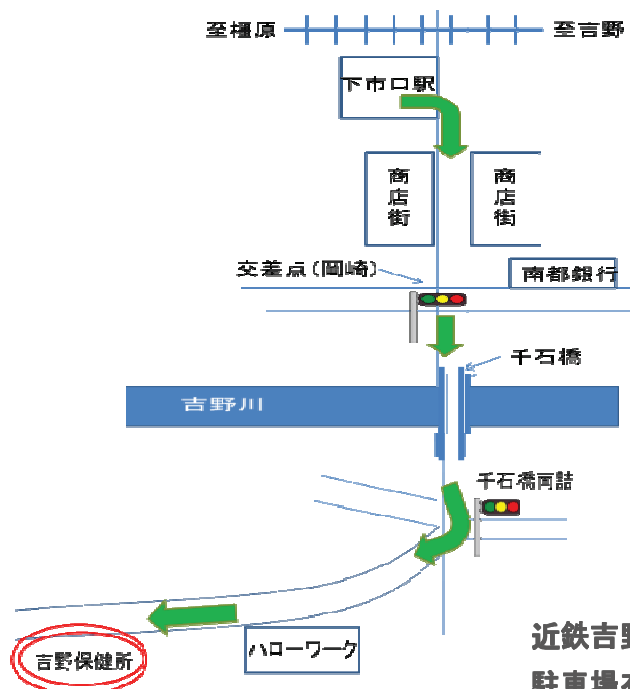 至橿原
至吉野
下市口駅
商店街
商店街
交差点(岡崎)
南都銀行
千石橋
吉野川
千石橋南詰
ハローワーク
吉野保健所
近鉄吉野
駐車場